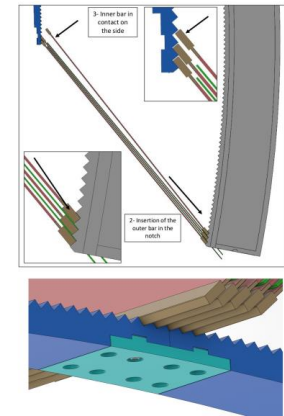 3- Inner bar in
contact on
the side
2- Insertion of the
outer bar in the
notch